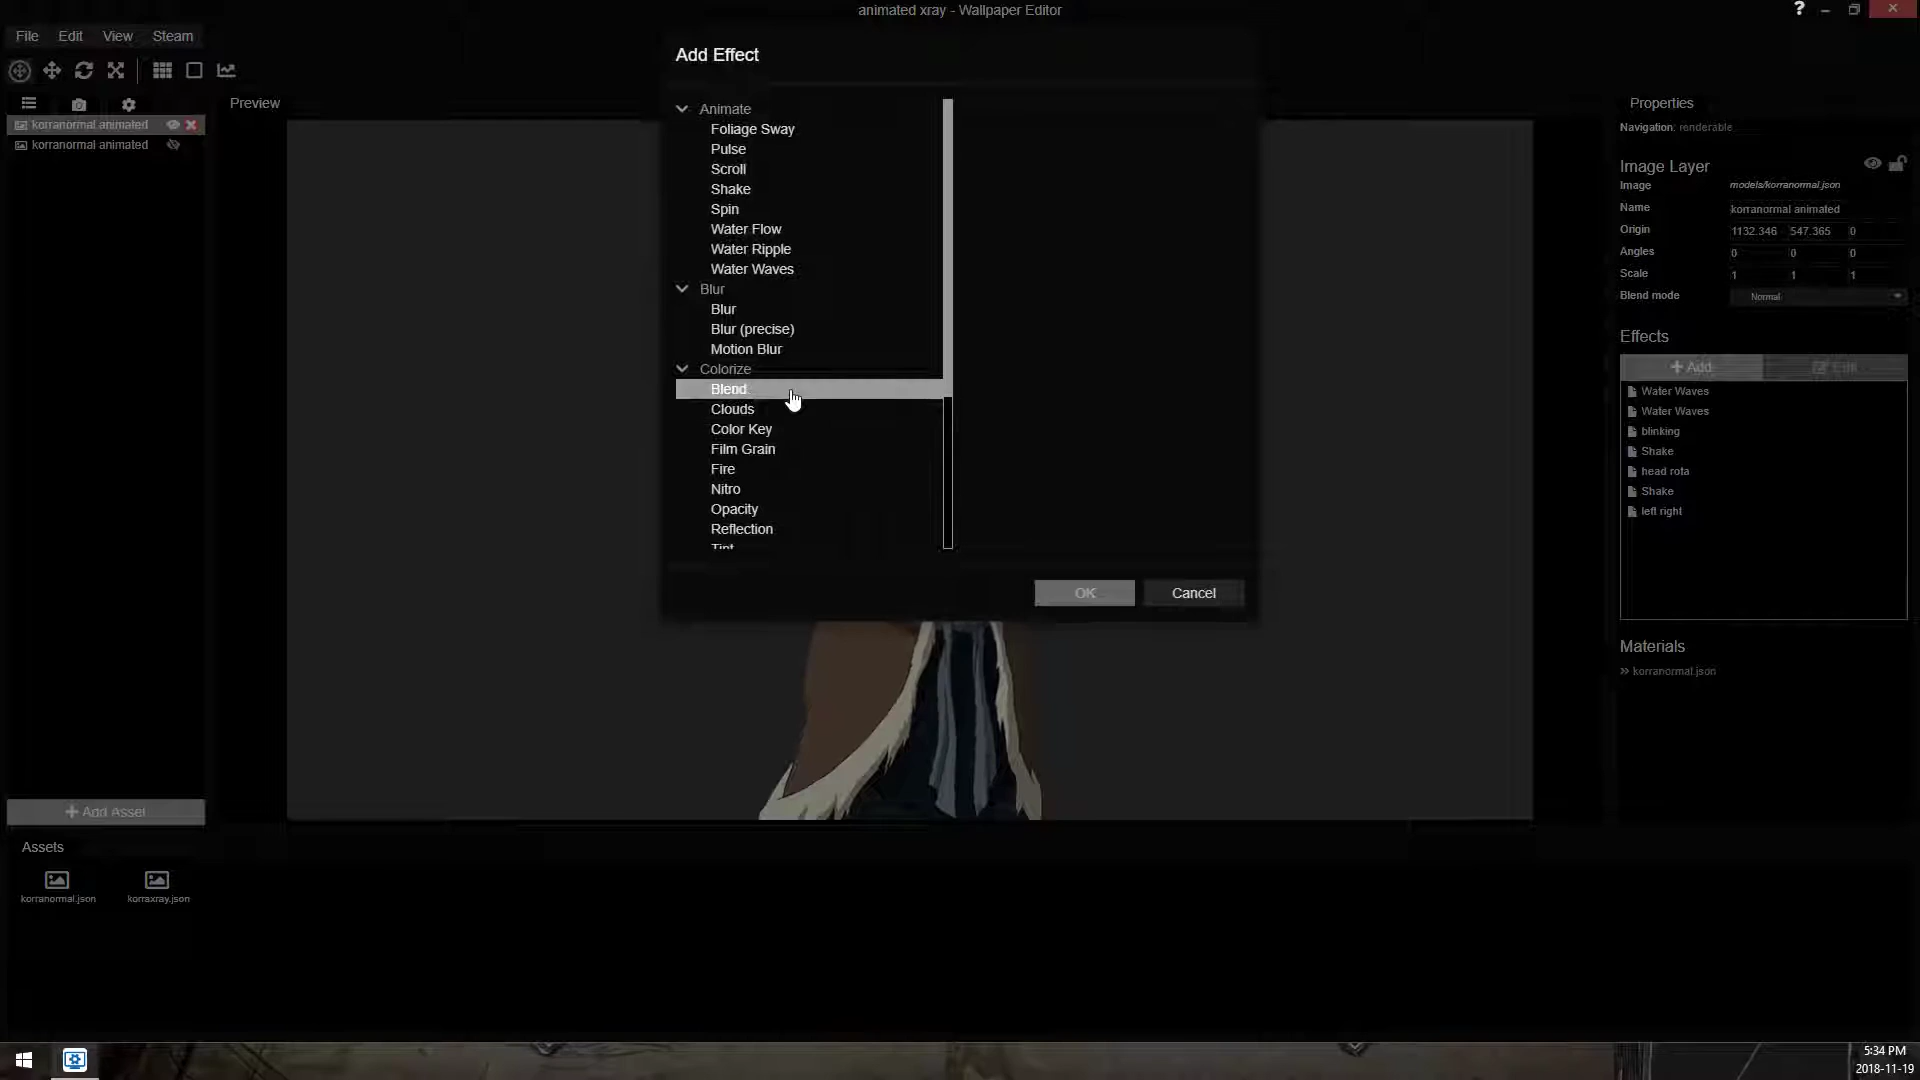 animated xray - Wallpaper Editor
?
File Edit View Steam
Add Effect
Preview
Properties
Navigation: renderable
korranormal animated
korranormal animated
Image Layer
Image models/korranormal.json
Name korranormal animated
Origin 1132.346 547.365 0
Angles 0 0 0
Scale 1 1 1
Blend mode Normal
Effects
+ Add Edit
Water Waves
Water Waves
blinking
Shake
head rota
Shake
left right
Materials
>> korranormal.json
Animate
Foliage Sway
Pulse
Scroll
Shake
Spin
Water Flow
Water Ripple
Water Waves
Blur
Blur
Blur (precise)
Motion Blur
Colorize
Blend
Clouds
Color Key
Film Grain
Fire
Nitro
Opacity
Reflection
Tint
OK Cancel
+ Add Asset
Assets
korranormal.json korraxray.json
5:34 PM
2018-11-19